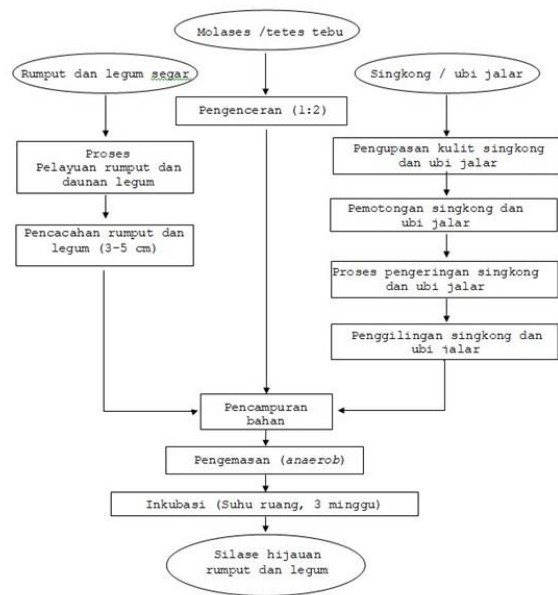 Molases /tetes tebu
Rumput dan legum segar
Singkong / ubi jalar
Pengenceran (1:2)
Proses
Pelayuan rumput dan
daunan legum
Pengupasan kulit singkong
dan ubi jalar
Pencacahan rumput dan
legum (3-5 cm)
Pemotongan singkong dan
ubi jalar
Proses pengeringan singkong
dan ubi jalar
Penggilingan singkong dan
ubi jalar
Pencampuran
bahan
Pengemasan (anaerob)
Inkubasi (Suhu ruang, 3 minggu)
Silase hijauan
rumput dan legum